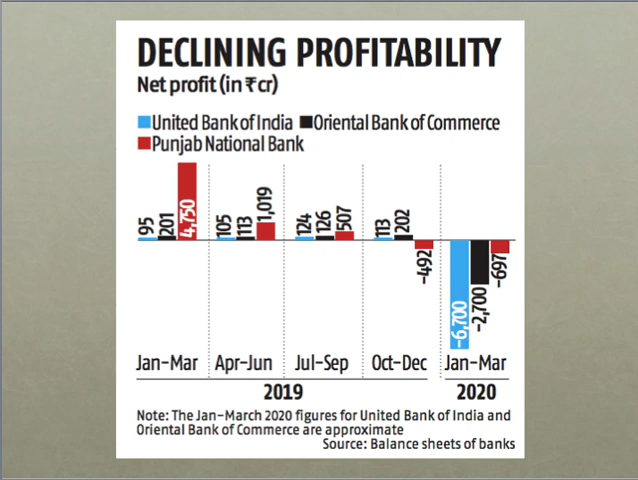 DECLINING PROFITABILITY
Net profit (in ₹ cr)
United Bank of India Oriental Bank of Commerce
Punjab National Bank
95 201 4,750 105 113 1,019 124 126 507 113 202 -492 -6,700 -2,700 -697
Jan-Mar Apr-Jun Jul-Sep Oct-Dec Jan-Mar
2019 2020
Note: The Jan-March 2020 figures for United Bank of India and
Oriental Bank of Commerce are approximate
Source: Balance sheets of banks